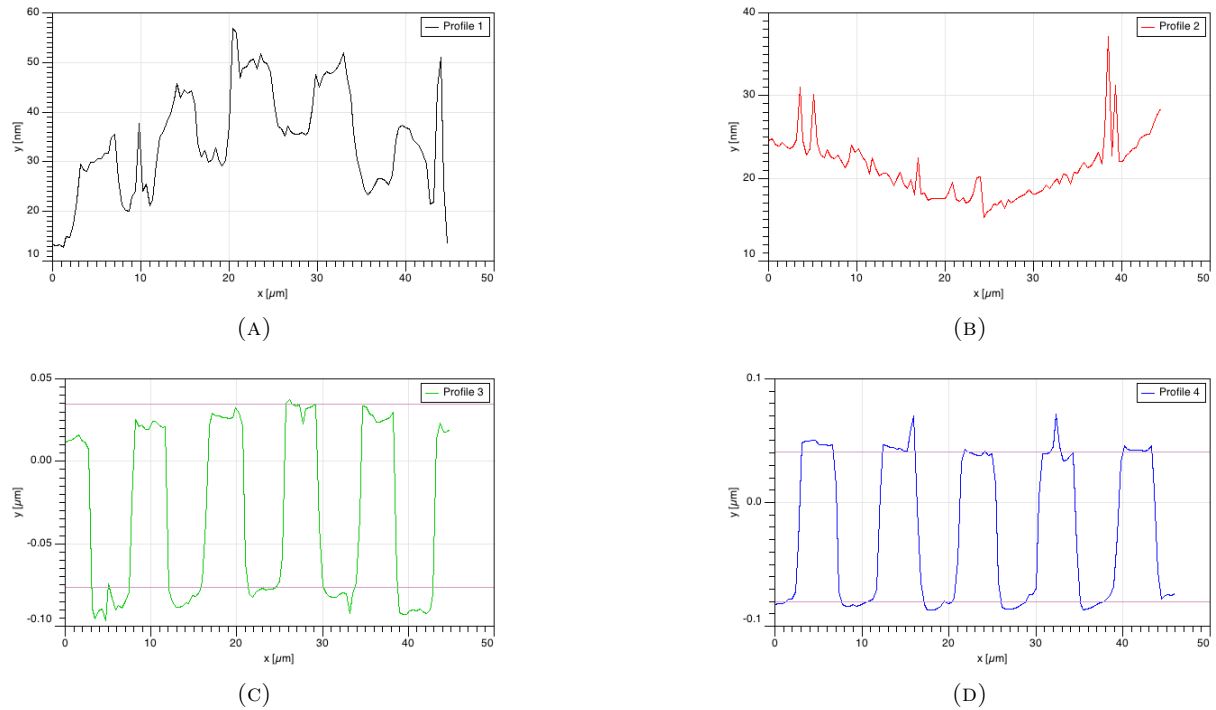 Profile 1
60
50
40
30
20
10
y [nm]
0 10 20 30 40 50
x [µm]
(A)
Profile 2
40
30
20
10
y [nm]
0 10 20 30 40 50
x [µm]
(B)
Profile 3
0.05
0.00
-0.05
-0.10
y [µm]
0 10 20 30 40 50
x [µm]
(C)
Profile 4
0.1
0.0
-0.1
y [µm]
0 10 20 30 40 50
x [µm]
(D)